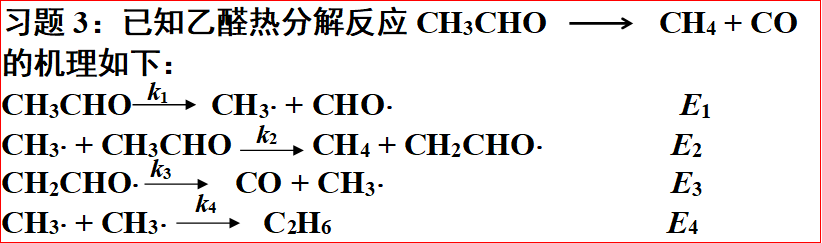 习题 3：已知乙醛热分解反应 CH3CHO ⟶ CH4 + CO
的机理如下：
CH3CHO k1⟶ CH3· + CHO· E1
CH3· + CH3CHO k2⟶ CH4 + CH2CHO· E2
CH2CHO· k3⟶ CO + CH3· E3
CH3· + CH3· k4⟶ C2H6 E4